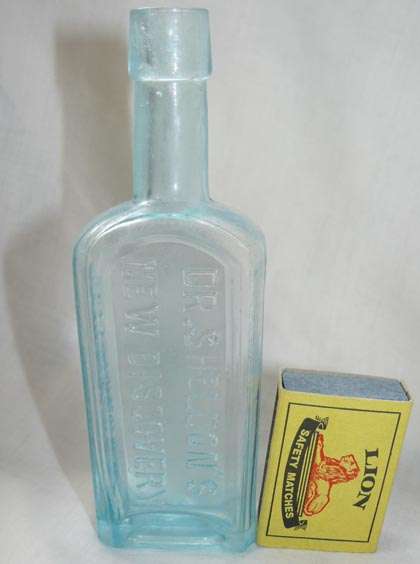 DR. SHELDON'S
NEW DISCOVERY
LION
SAFETY MATCHES